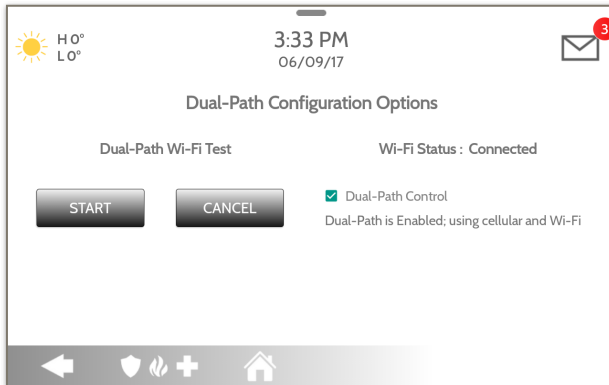 H 0°
L 0°
3:33 PM
06/09/17
3
Dual-Path Configuration Options
Dual-Path Wi-Fi Test
Wi-Fi Status : Connected
START
CANCEL
Dual-Path Control
Dual-Path is Enabled; using cellular and Wi-Fi